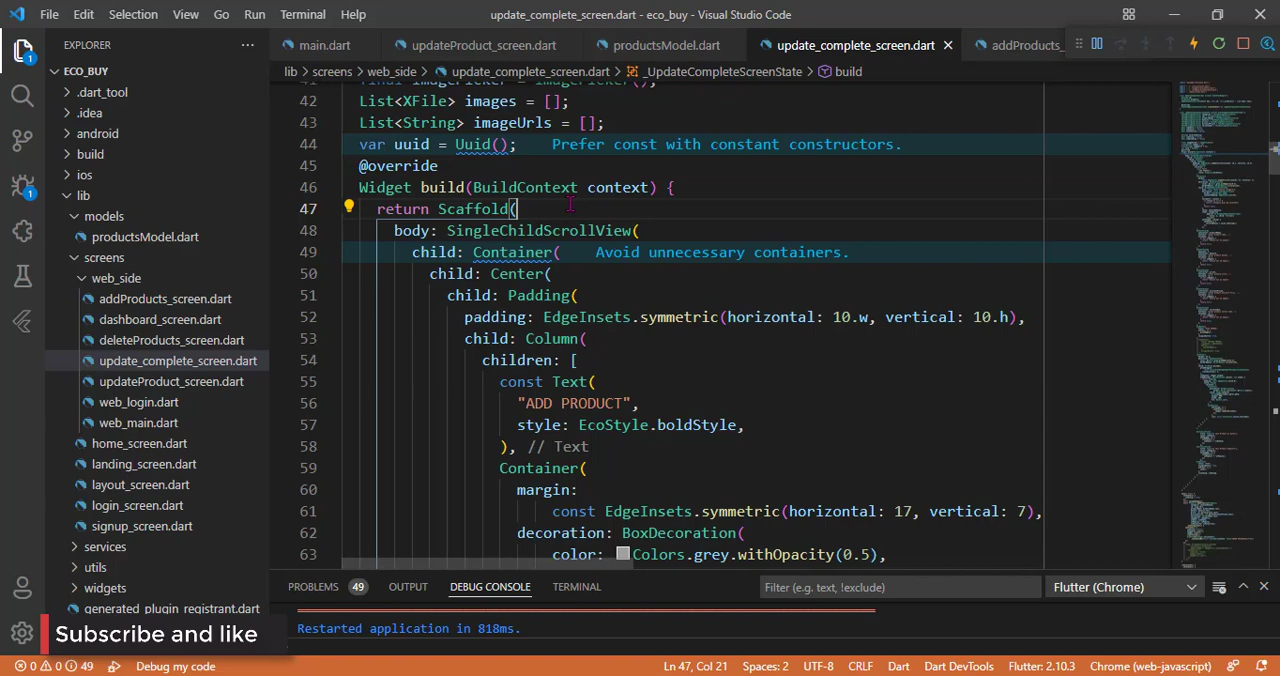 File Edit Selection View Go Run Terminal Help update_complete_screen.dart - eco_buy - Visual Studio Code
EXPLORER ...
main.dart updateProduct_screen.dart productsModel.dart update_complete_screen.dart addProducts_
1
ECO_BUY
lib > screens > web_side > update_complete_screen.dart > _UpdateCompleteScreenState > build
.dart_tool
.idea
android
build
ios
lib
models
productsModel.dart
screens
web_side
addProducts_screen.dart
dashboard_screen.dart
deleteProducts_screen.dart
update_complete_screen.dart
updateProduct_screen.dart
web_login.dart
web_main.dart
home_screen.dart
landing_screen.dart
layout_screen.dart
login_screen.dart
signup_screen.dart
services
utils
widgets
generated_plugin_registrant.dart
1
41 final imagePicker = ImagePicker();
42 List<XFile> images = [];
43 List<String> imageUrls = [];
44 var uuid = Uuid(); Prefer const with constant constructors.
45 @override
46 Widget build(BuildContext context) {
47 return Scaffold(
48 body: SingleChildScrollView(
49 child: Container( Avoid unnecessary containers.
50 child: Center(
51 child: Padding(
52 padding: EdgeInsets.symmetric(horizontal: 10.w, vertical: 10.h),
53 child: Column(
54 children: [
55 const Text(
56 "ADD PRODUCT",
57 style: EcoStyle.boldStyle,
58 ), // Text
59 Container(
60 margin:
61 const EdgeInsets.symmetric(horizontal: 17, vertical: 7),
62 decoration: BoxDecoration(
63 color: Colors.grey.withOpacity(0.5),
PROBLEMS 49 OUTPUT DEBUG CONSOLE TERMINAL Filter (e.g. text, !exclude) Flutter (Chrome)
Restarted application in 818ms.
Subscribe and like
0 0 49 Debug my code Ln 47, Col 21 Spaces: 2 UTF-8 CRLF Dart Dart DevTools Flutter: 2.10.3 Chrome (web-javascript)